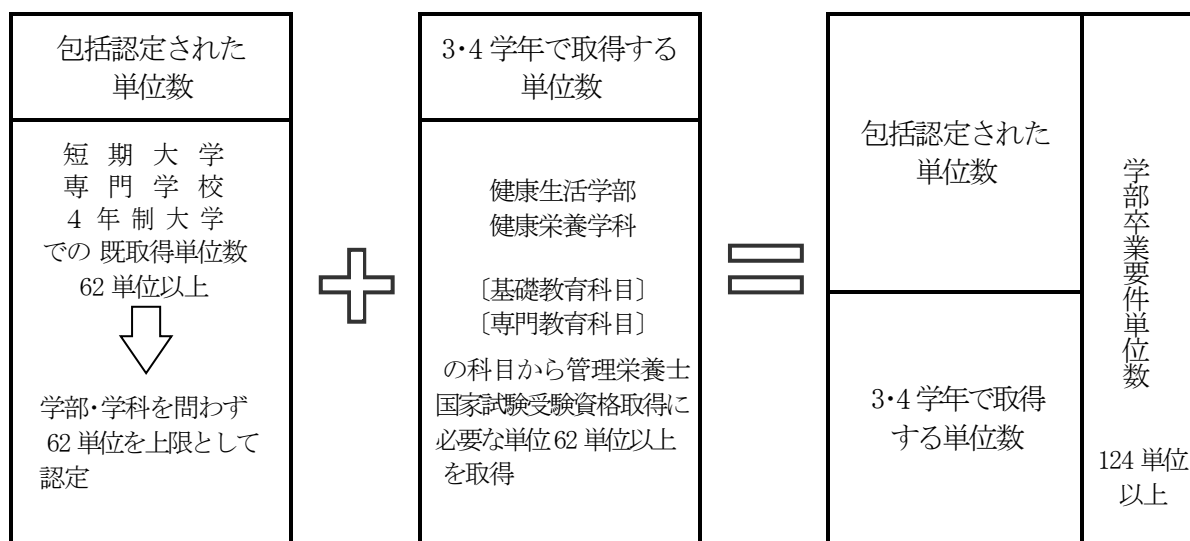 包括認定された
単位数
短期大学
専門学校
4年制大学
での 既取得単位数
62単位以上
学部・学科を問わず
62単位を上限として
認定
3・4学年で取得する
単位数
健康生活学部
健康栄養学科
〔基礎教育科目〕
〔専門教育科目〕
の科目から管理栄養士
国家試験受験資格取得に
必要な単位62単位以上
を取得
包括認定された
単位数
3・4学年で取得
する単位数
学部卒業要件単位数
124単位
以上